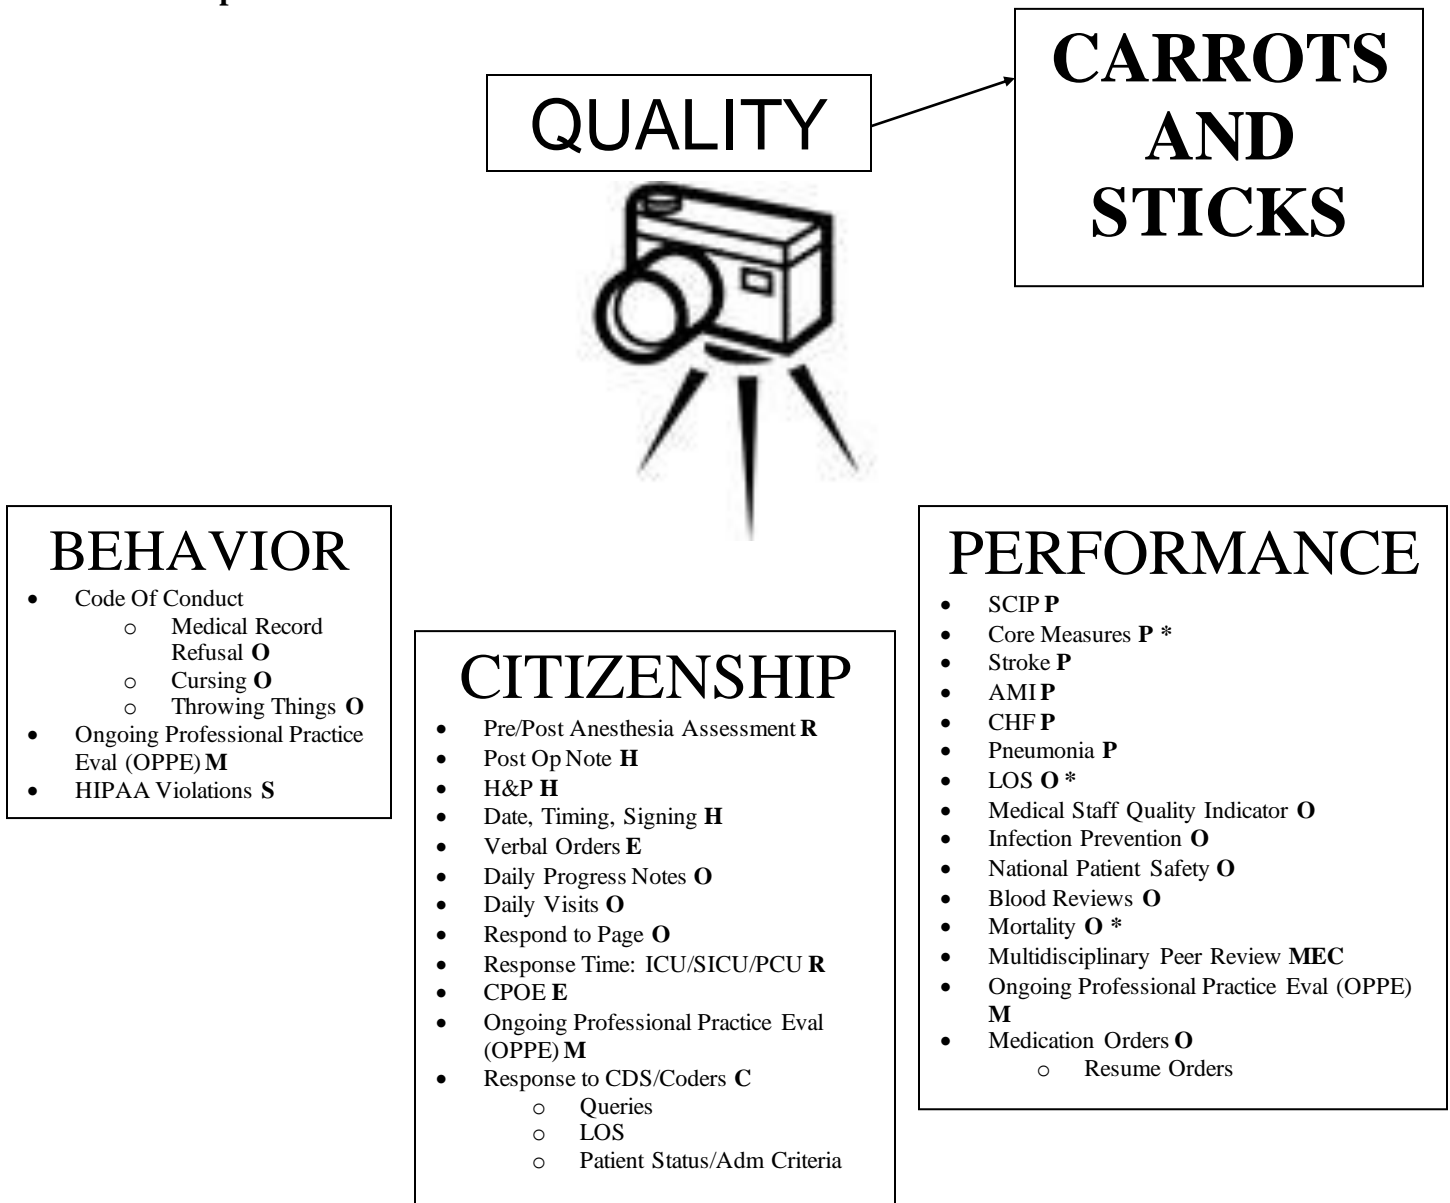 QUALITY
CARROTS
AND
STICKS
BEHAVIOR
• Code Of Conduct
o Medical Record
Refusal O
o Cursing O
o Throwing Things O
• Ongoing Professional Practice
Eval (OPPE) M
• HIPAA Violations S
CITIZENSHIP
• Pre/Post Anesthesia Assessment R
• Post Op Note H
• H&P H
• Date, Timing, Signing H
• Verbal Orders E
• Daily Progress Notes O
• Daily Visits O
• Respond to Page O
• Response Time: ICU/SICU/PCU R
• CPOE E
• Ongoing Professional Practice Eval
(OPPE) M
• Response to CDS/Coders C
o Queries
o LOS
o Patient Status/Adm Criteria
PERFORMANCE
• SCIP P
• Core Measures P *
• Stroke P
• AMI P
• CHF P
• Pneumonia P
• LOS O *
• Medical Staff Quality Indicator O
• Infection Prevention O
• National Patient Safety O
• Blood Reviews O
• Mortality O *
• Multidisciplinary Peer Review MEC
• Ongoing Professional Practice Eval (OPPE)
M
• Medication Orders O
o Resume Orders